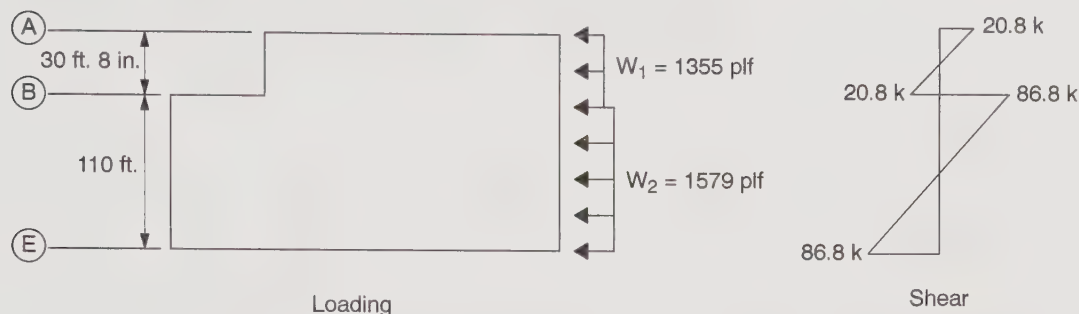 A
30 ft. 8 in.
B
110 ft.
E
W1 = 1355 plf
W2 = 1579 plf
Loading
20.8 k
20.8 k
86.8 k
86.8 k
Shear